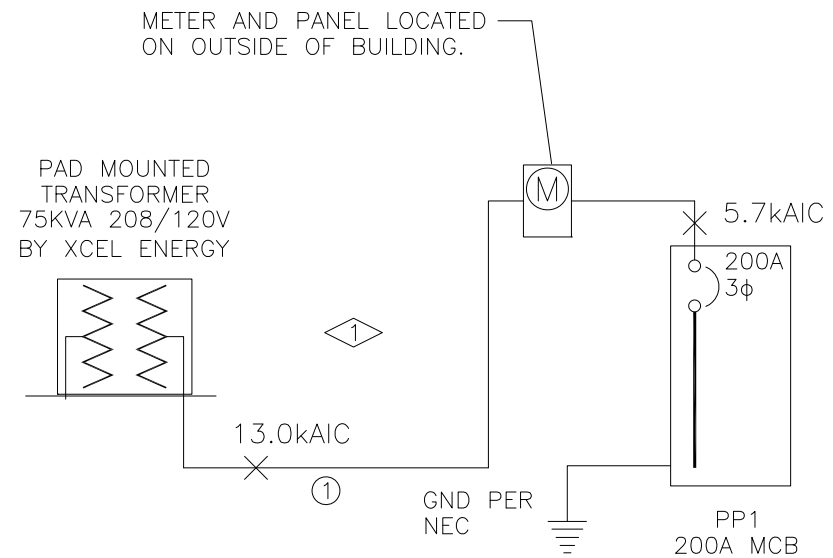 METER AND PANEL LOCATED
ON OUTSIDE OF BUILDING.
PAD MOUNTED
TRANSFORMER
75KVA 208/120V
BY XCEL ENERGY
M
5.7kAIC
200A
3ϕ
1
13.0kAIC
1
GND PER
NEC
PP1
200A MCB